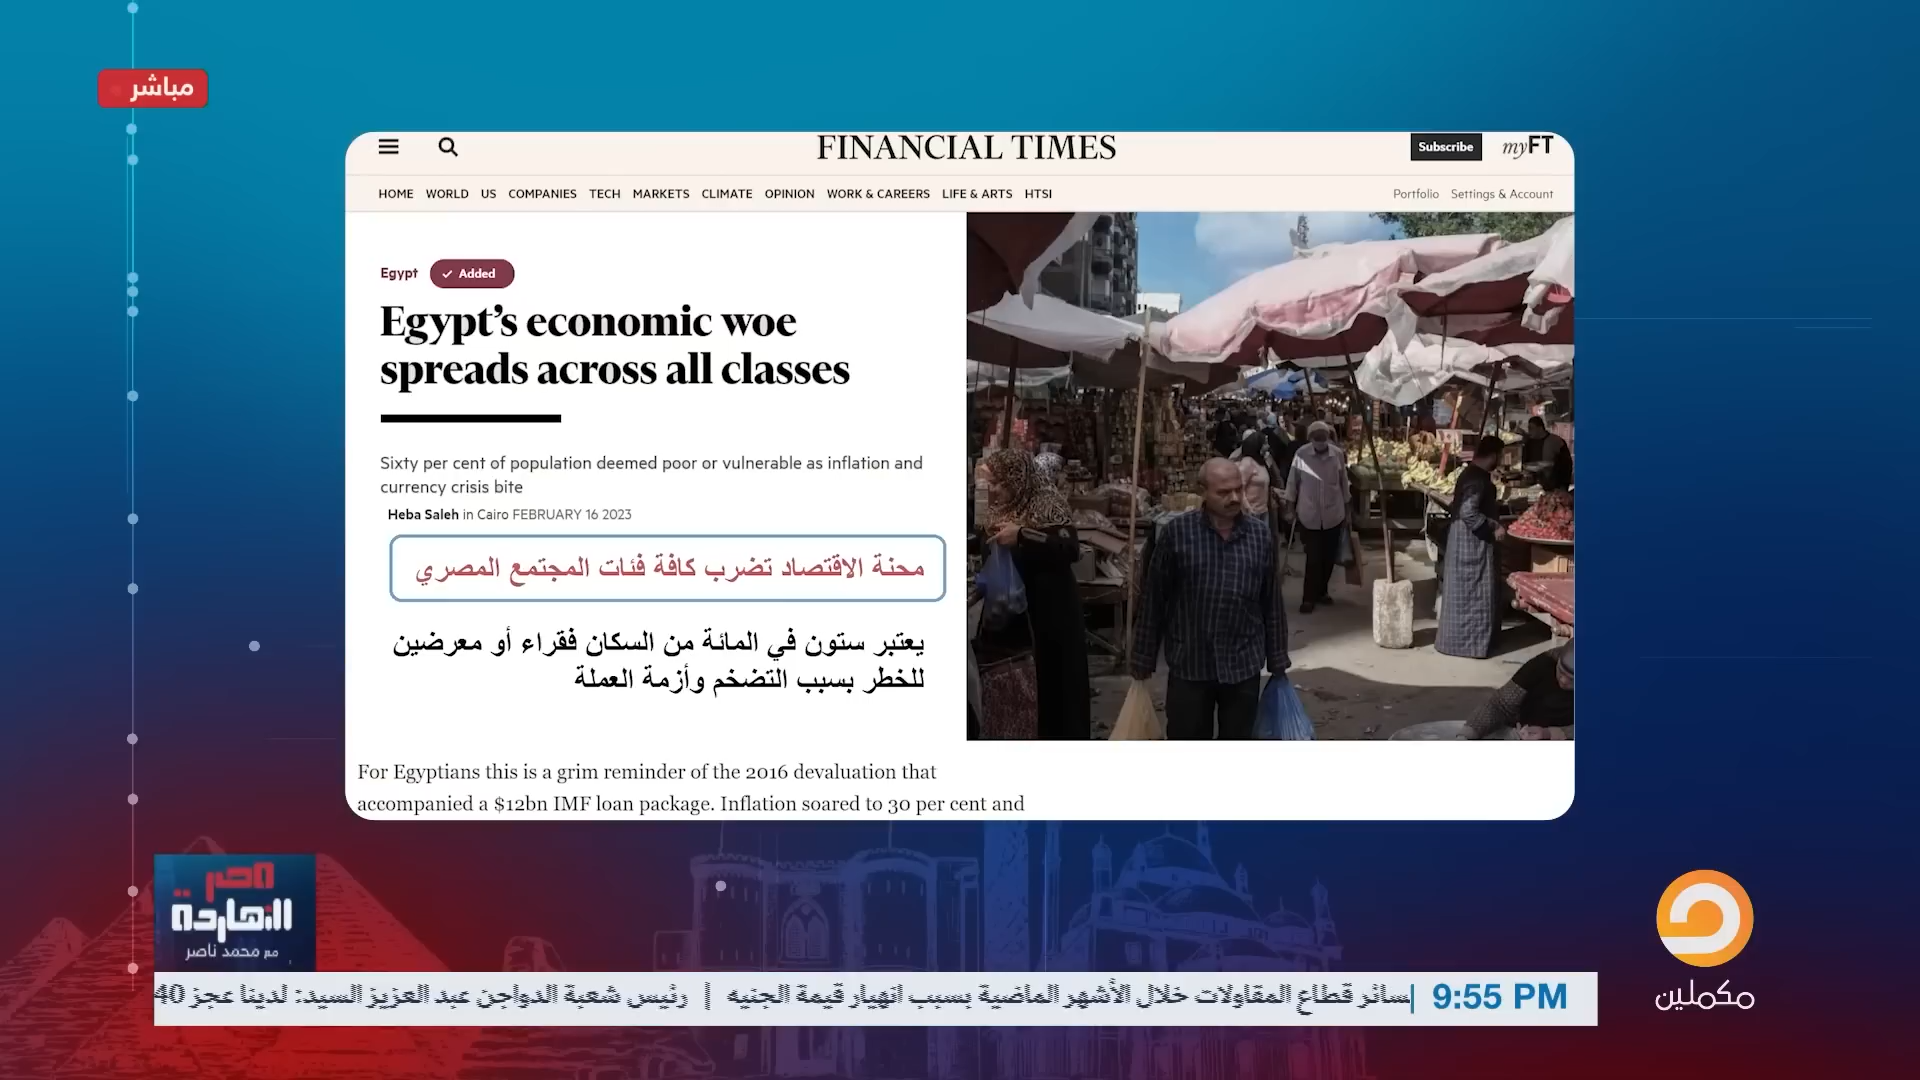 مباشر
FINANCIAL TIMES
Subscribe
myFT
HOME WORLD US COMPANIES TECH MARKETS CLIMATE OPINION WORK & CAREERS LIFE & ARTS HTSI
Portfolio Settings & Account
Egypt
Added
Egypt’s economic woe
spreads across all classes
Sixty per cent of population deemed poor or vulnerable as inflation and
currency crisis bite
Heba Saleh in Cairo FEBRUARY 16 2023
محنة الاقتصاد تضرب كافة فئات المجتمع المصري
يعتبر ستون في المائة من السكان فقراء أو معرضين
للخطر بسبب التضخم وأزمة العملة
For Egyptians this is a grim reminder of the 2016 devaluation that
accompanied a $12bn IMF loan package. Inflation soared to 30 per cent and
مصر
النهاردة
مع محمد ناصر
9:55 PM
قطاع المقاولات خلال الأشهر الماضية بسبب انهيار قيمة الجنيه | رئيس شعبة الدواجن عبد العزيز السيد: لدينا عجز 40
مكملين